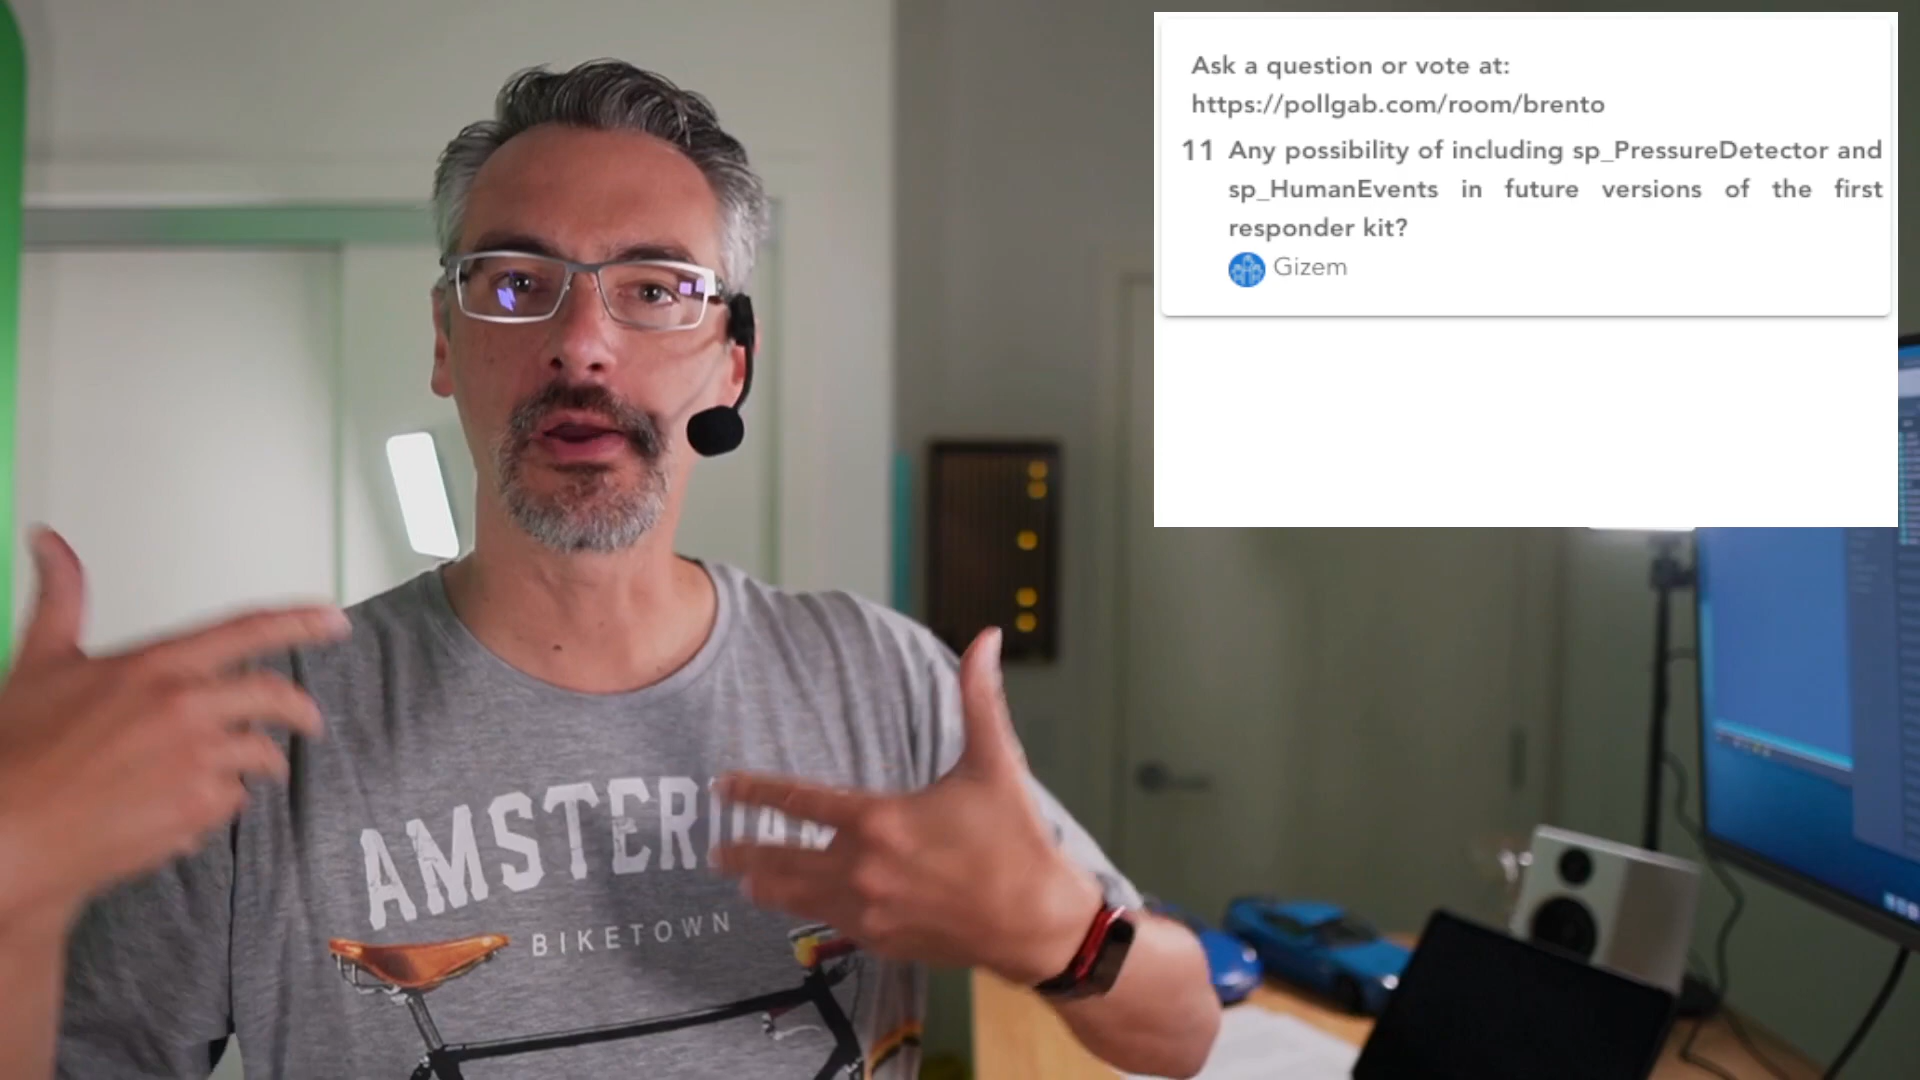 Ask a question or vote at:
https://pollgab.com/room/brento
11 Any possibility of including sp_PressureDetector and
sp_HumanEvents in future versions of the first
responder kit?
Gizem
AMSTERDAM
BIKETOWN